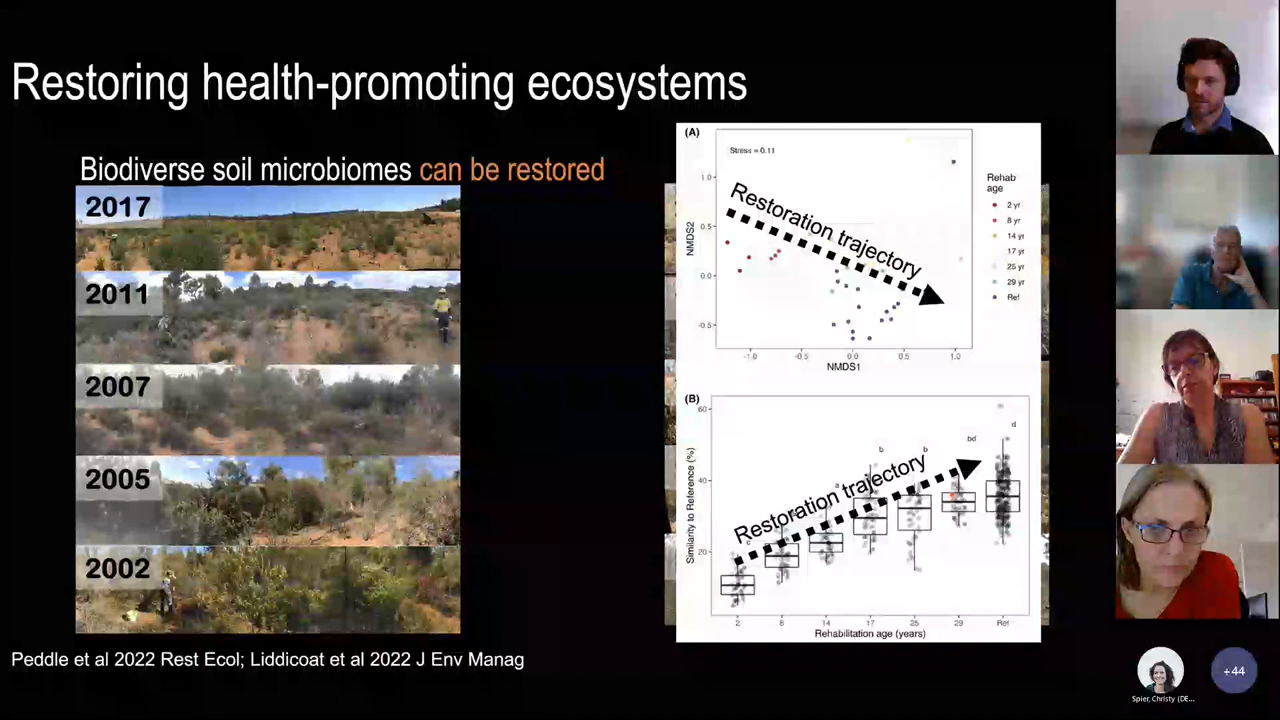 Restoring health-promoting ecosystems
Biodiverse soil microbiomes can be restored
2017
2011
2007
2005
2002
Peddle et al 2022 Rest Ecol; Liddicoat et al 2022 J Env Manag
(A)
Stress = 0.11
Restoration trajectory
NMDS2
1.0
0.5
0.0
-0.5
-1.0
-0.5
0.0
0.5
1.0
NMDS1
Rehab
age
2 yr
8 yr
14 yr
17 yr
25 yr
29 yr
Ref
(B)
Restoration trajectory
Similarity to Reference (%)
60
40
20
c
a
b
b
bd
d
2
8
14
17
25
29
Ref
Rehabilitation age (years)
Spier, Christy (DE...
+44